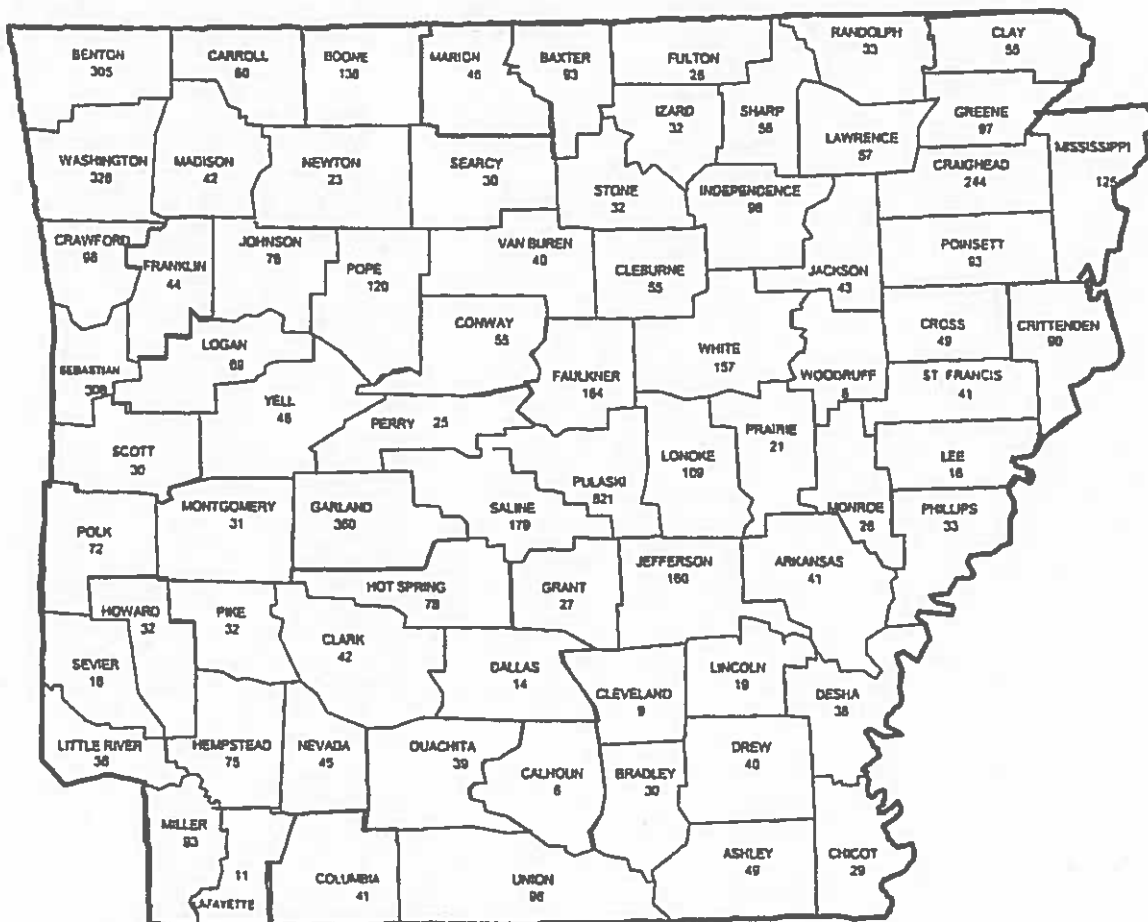 BENTON
305
CARROLL
60
BOONE
136
MARION
46
BAXTER
93
FULTON
26
RANDOLPH
33
CLAY
55
IZARD
32
SHARP
56
LAWRENCE
57
GREENE
97
MISSISSIPPI
125
WASHINGTON
326
MADISON
42
NEWTON
23
SEARCY
30
STONE
32
INDEPENDENCE
98
CRAIGHEAD
244
CRAWFORD
98
FRANKLIN
44
JOHNSON
78
POPE
120
VAN BUREN
40
CLEBURNE
55
JACKSON
43
POINSETT
93
LOGAN
69
CONWAY
55
WHITE
157
CROSS
49
CRITTENDEN
90
SEBASTIAN
YELL
46
FAULKNER
164
WOODRUFF
ST. FRANCIS
41
PERRY 25
SCOTT
30
LONOKE
109
PRAIRIE
21
LEE
16
PULASKI
821
MONTGOMERY
31
GARLAND
360
SALINE
179
MONROE
26
PHILLIPS
33
POLK
72
HOT SPRING
78
GRANT
27
JEFFERSON
160
ARKANSAS
41
HOWARD
32
PIKE
32
CLARK
42
SEVIER
16
DALLAS
14
CLEVELAND
9
LINCOLN
19
DESHA
36
LITTLE RIVER
36
HEMPSTEAD
75
NEVADA
45
OUACHITA
39
CALHOUN
6
BRADLEY
30
DREW
40
MILLER
93
11
LAFAYETTE
COLUMBIA
41
UNION
96
ASHLEY
49
CHICOT
29